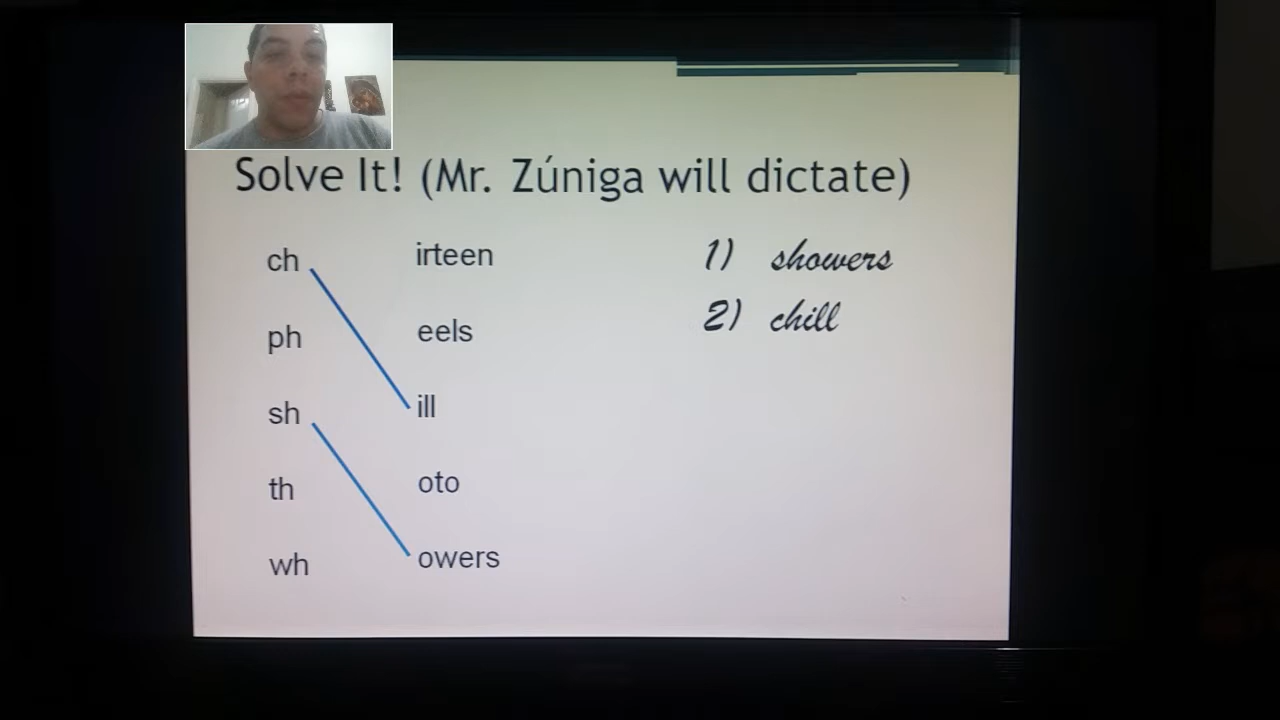 Solve It! (Mr. Zúniga will dictate)
ch
ph
sh
th
wh
irteen
eels
ill
oto
owers
1) showers
2) chill